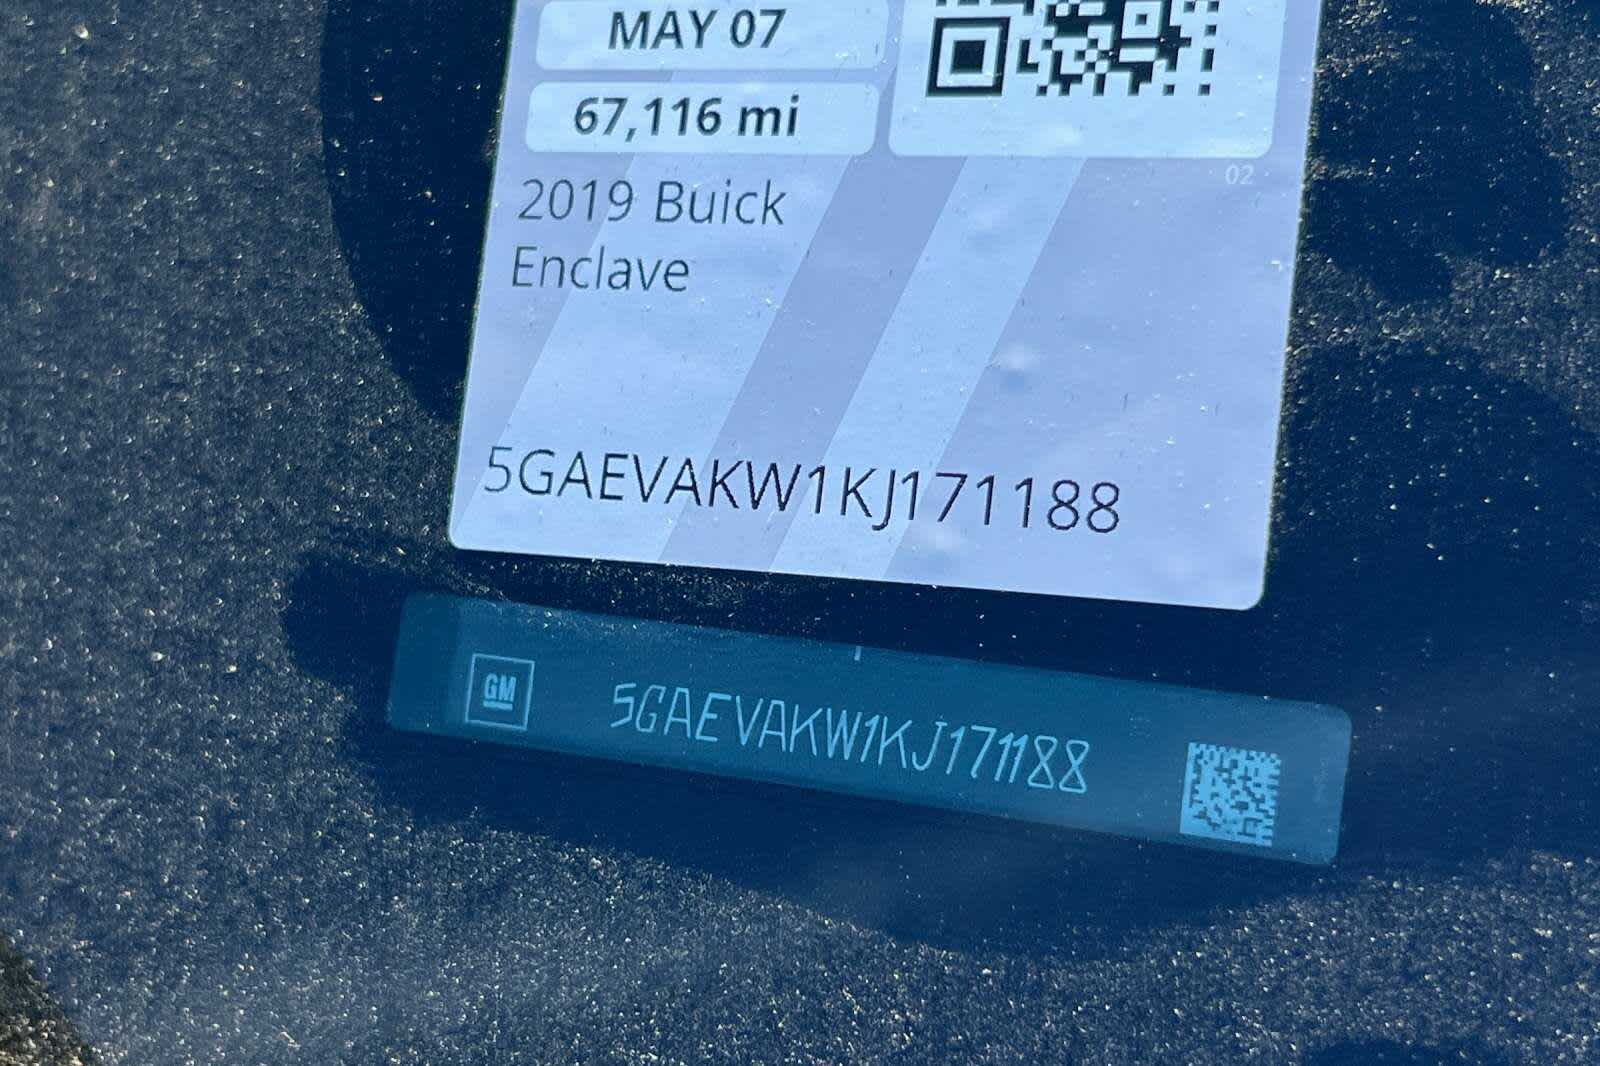 MAY 07
67,116 mi
02
2019 Buick
Enclave
5GAEVAKW1KJ171188
GM
5GAEVAKW1KJ171188